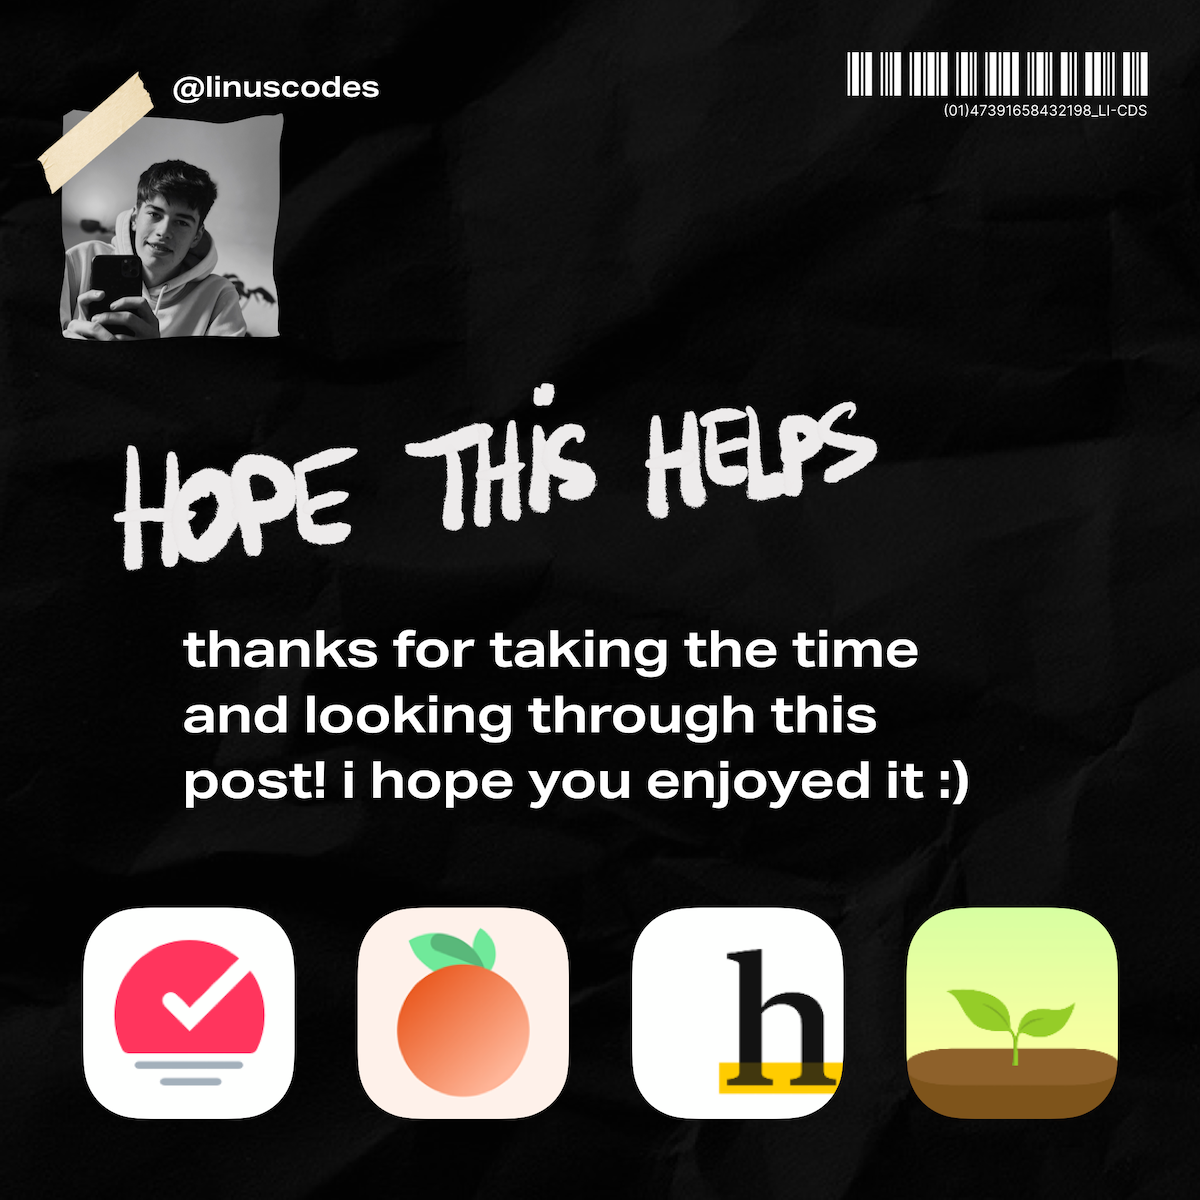 @linuscodes
(01)47391658432198_LI-CDS
HOPE THIS HELPS
thanks for taking the time
and looking through this
post! i hope you enjoyed it :)
h